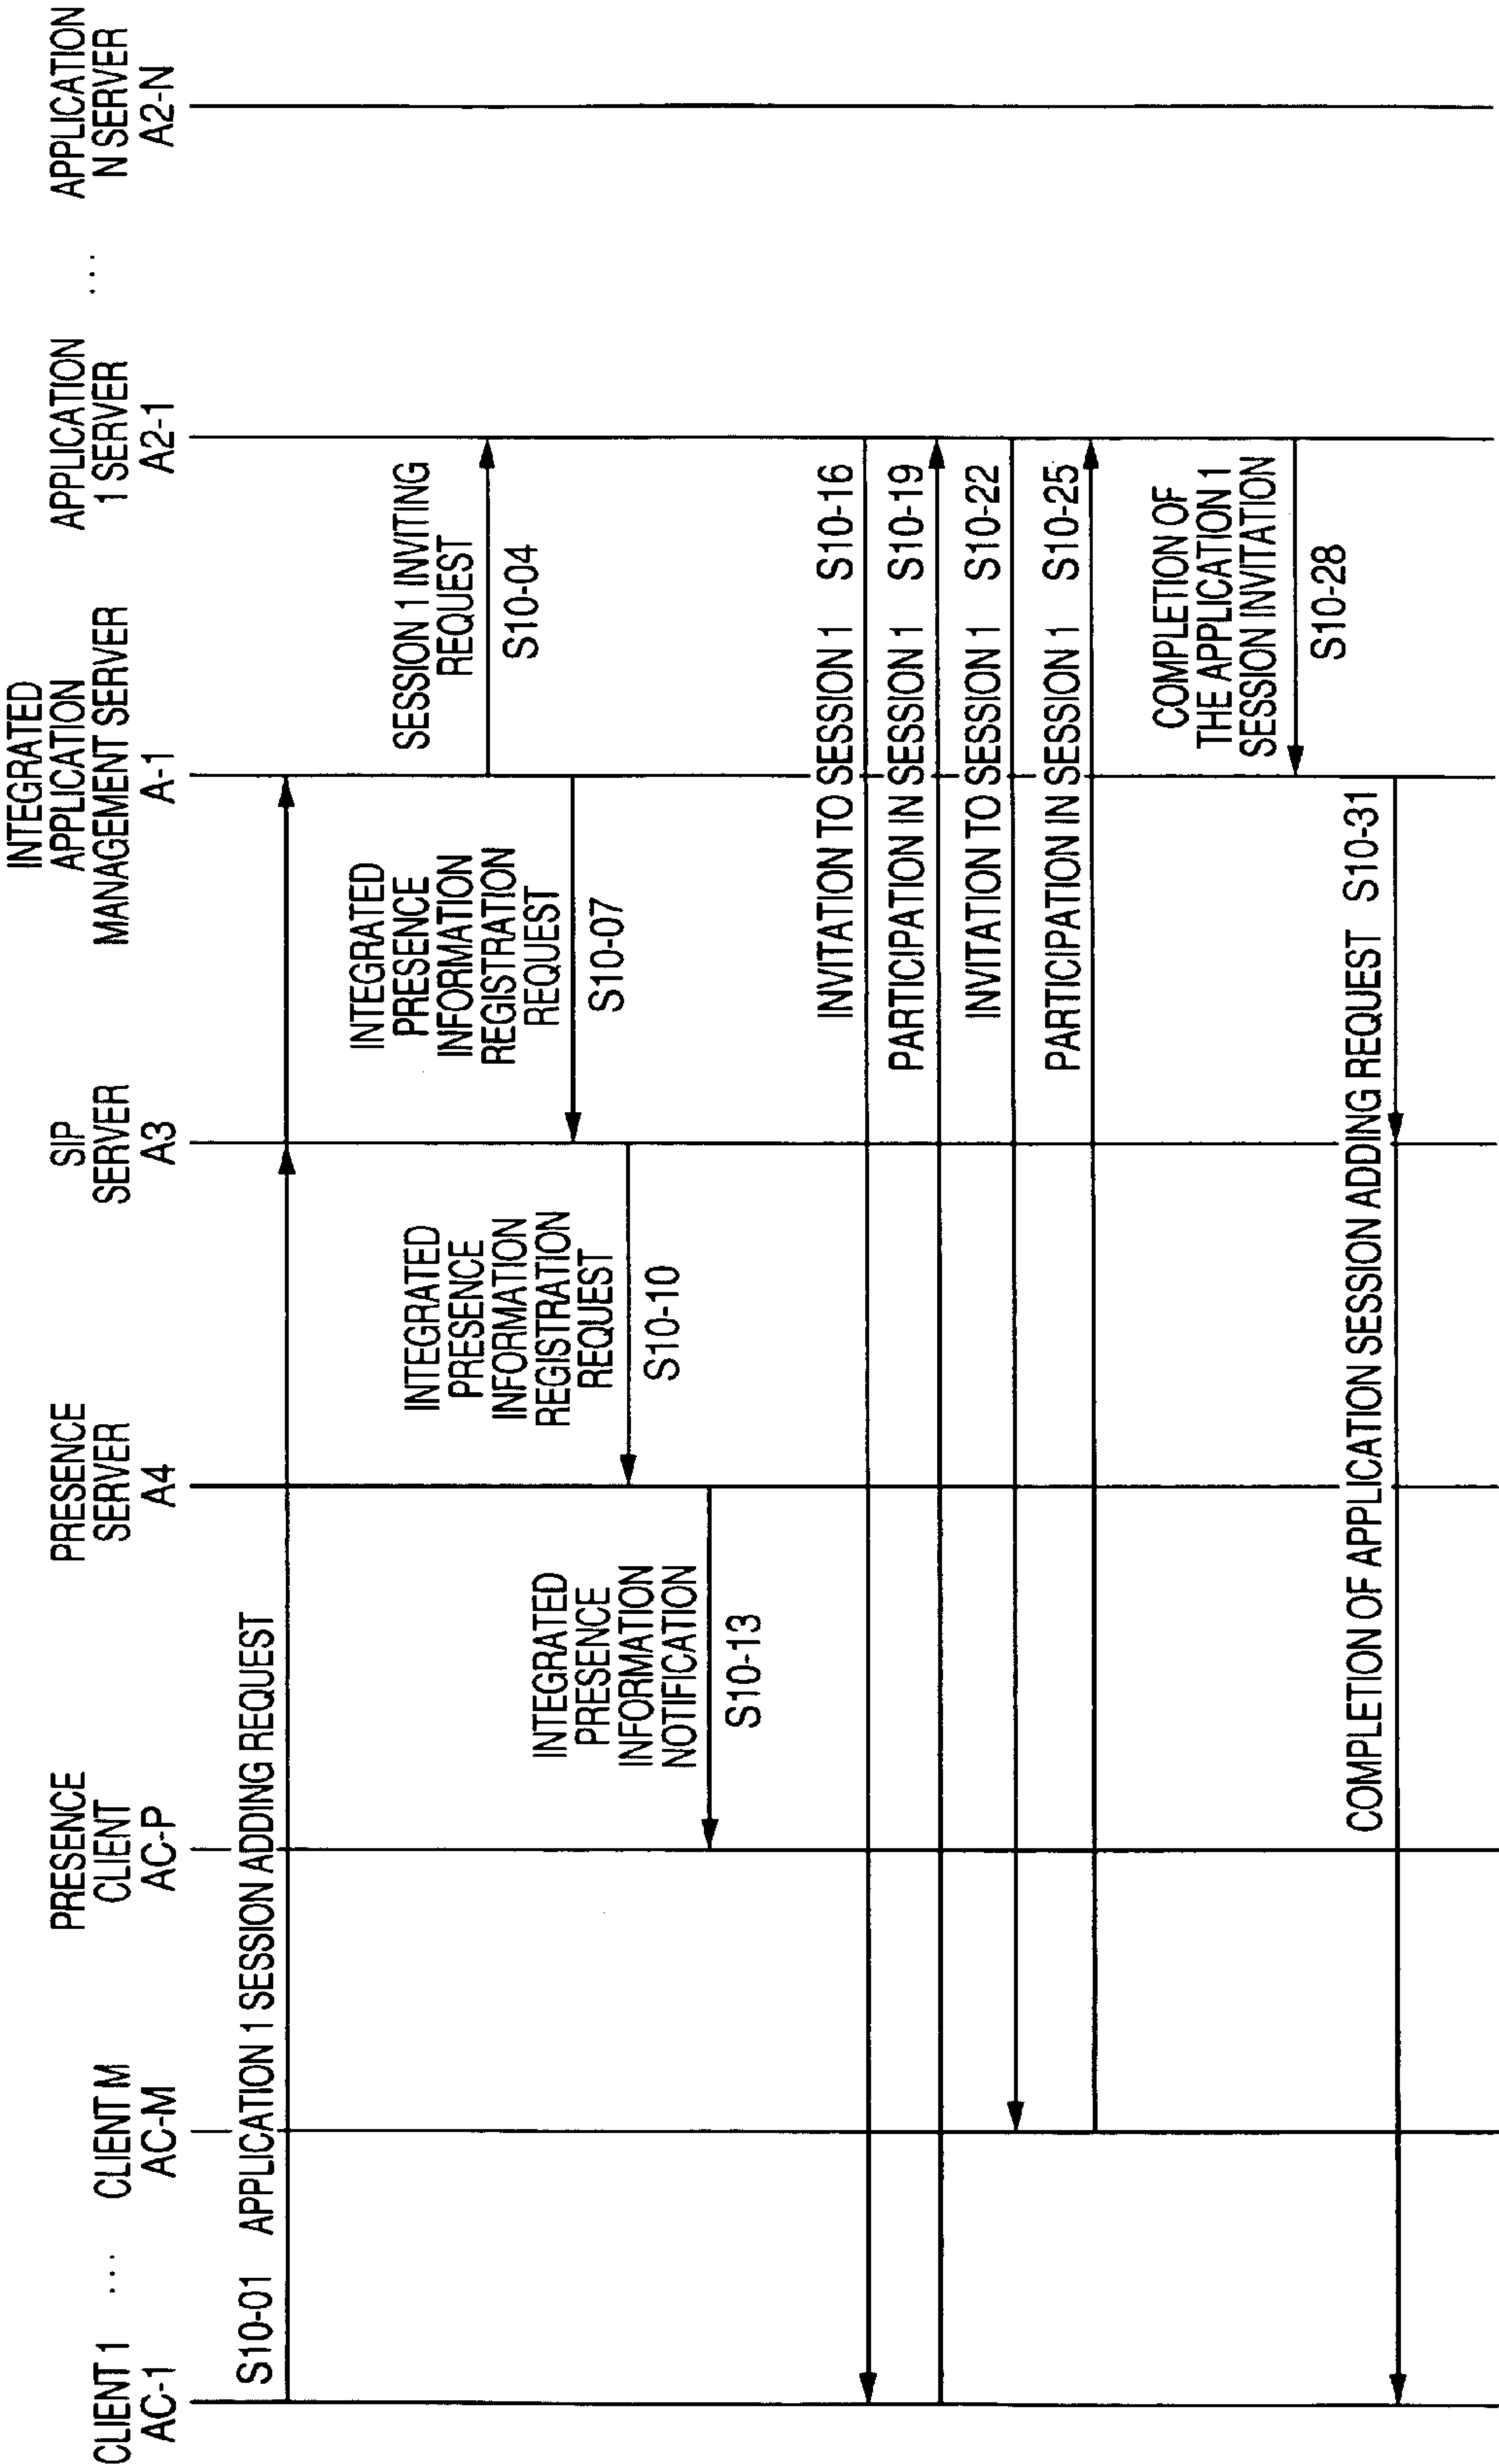 CLIENT 1
AC-1
...
CLIENT M
AC-M
PRESENCE
CLIENT
AC-P
PRESENCE
SERVER
A4
SIP
SERVER
A3
INTEGRATED
APPLICATION
MANAGEMENT SERVER
A-1
APPLICATION
1 SERVER
A2-1
...
APPLICATION
N SERVER
A2-N
S10-01 APPLICATION 1 SESSION ADDING REQUEST
SESSION 1 INVITING
REQUEST
S10-04
INTEGRATED
PRESENCE
INFORMATION
REGISTRATION
REQUEST
S10-07
INTEGRATED
PRESENCE
INFORMATION
REGISTRATION
REQUEST
S10-10
INTEGRATED
PRESENCE
INFORMATION
NOTIFICATION
S10-13
INVITATION TO SESSION 1 S10-16
PARTICIPATION IN SESSION 1 S10-19
INVITATION TO SESSION 1 S10-22
PARTICIPATION IN SESSION 1 S10-25
COMPLETION OF
THE APPLICATION 1
SESSION INVITATION
S10-28
COMPLETION OF APPLICATION SESSION ADDING REQUEST S10-31